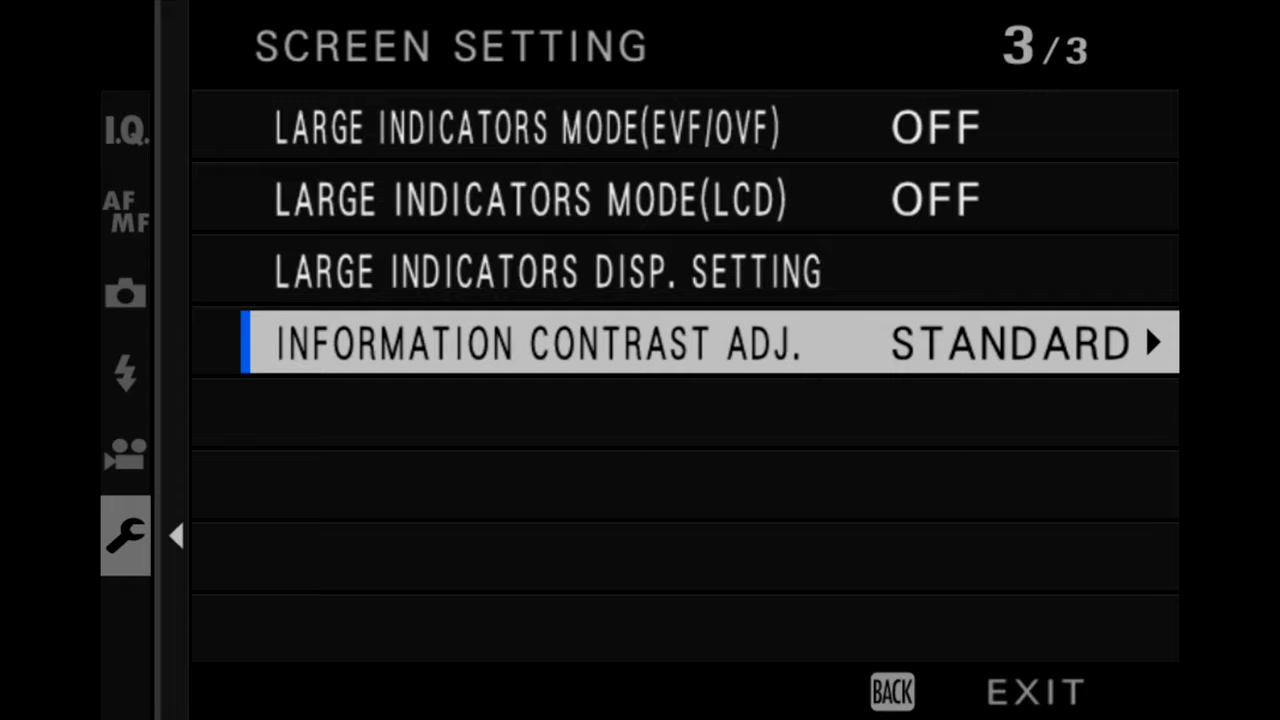 SCREEN SETTING 3/3
I.Q.
LARGE INDICATORS MODE(EVF/OVF) OFF
AF
MF
LARGE INDICATORS MODE(LCD) OFF
LARGE INDICATORS DISP. SETTING
INFORMATION CONTRAST ADJ. STANDARD
BACK EXIT